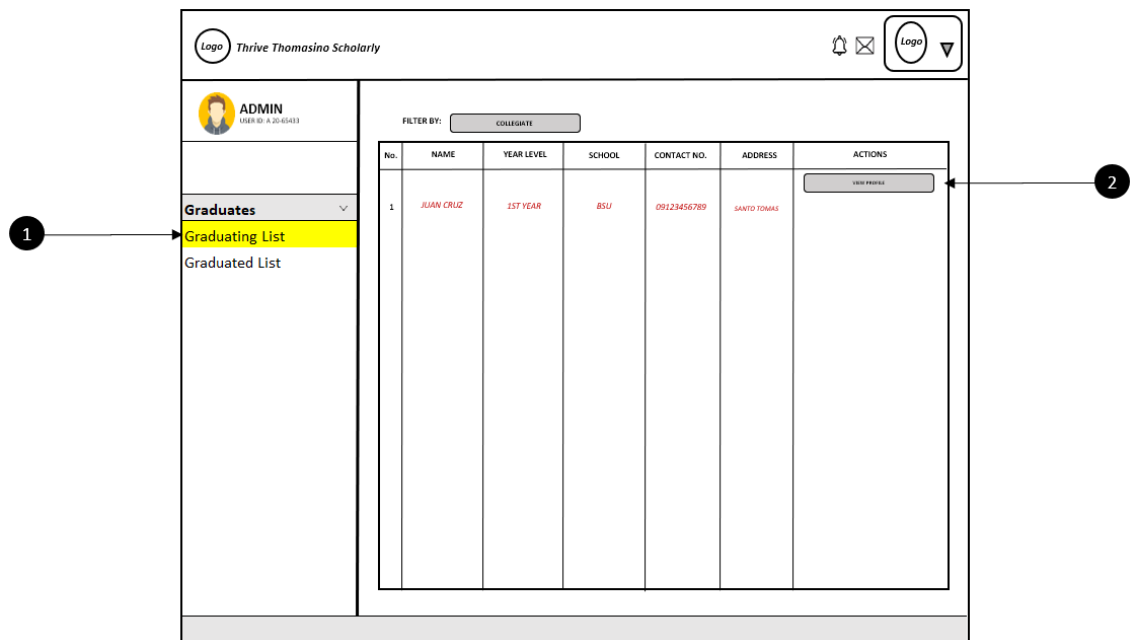 Logo Thrive Thomasino Scholarly Logo
ADMIN
USER ID: A 20-65433
FILTER BY: COLLEGIATE
No. NAME YEAR LEVEL SCHOOL CONTACT NO. ADDRESS ACTIONS
VIEW PROFILE
2
1 JUAN CRUZ 1ST YEAR BSU 09123456789 SANTO TOMAS
Graduates
1
Graduating List
Graduated List